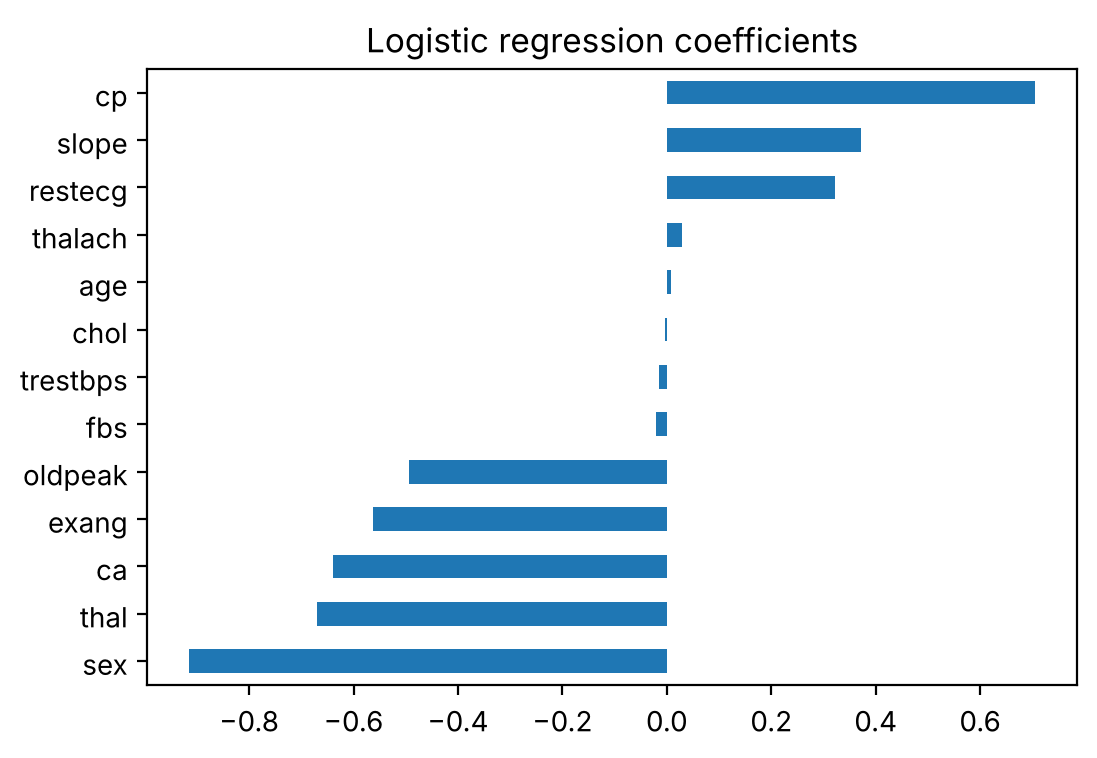 Logistic regression coefficients
cp
slope
restecg
thalach
age
chol
trestbps
fbs
oldpeak
exang
ca
thal
sex
−0.8 −0.6 −0.4 −0.2 0.0 0.2 0.4 0.6